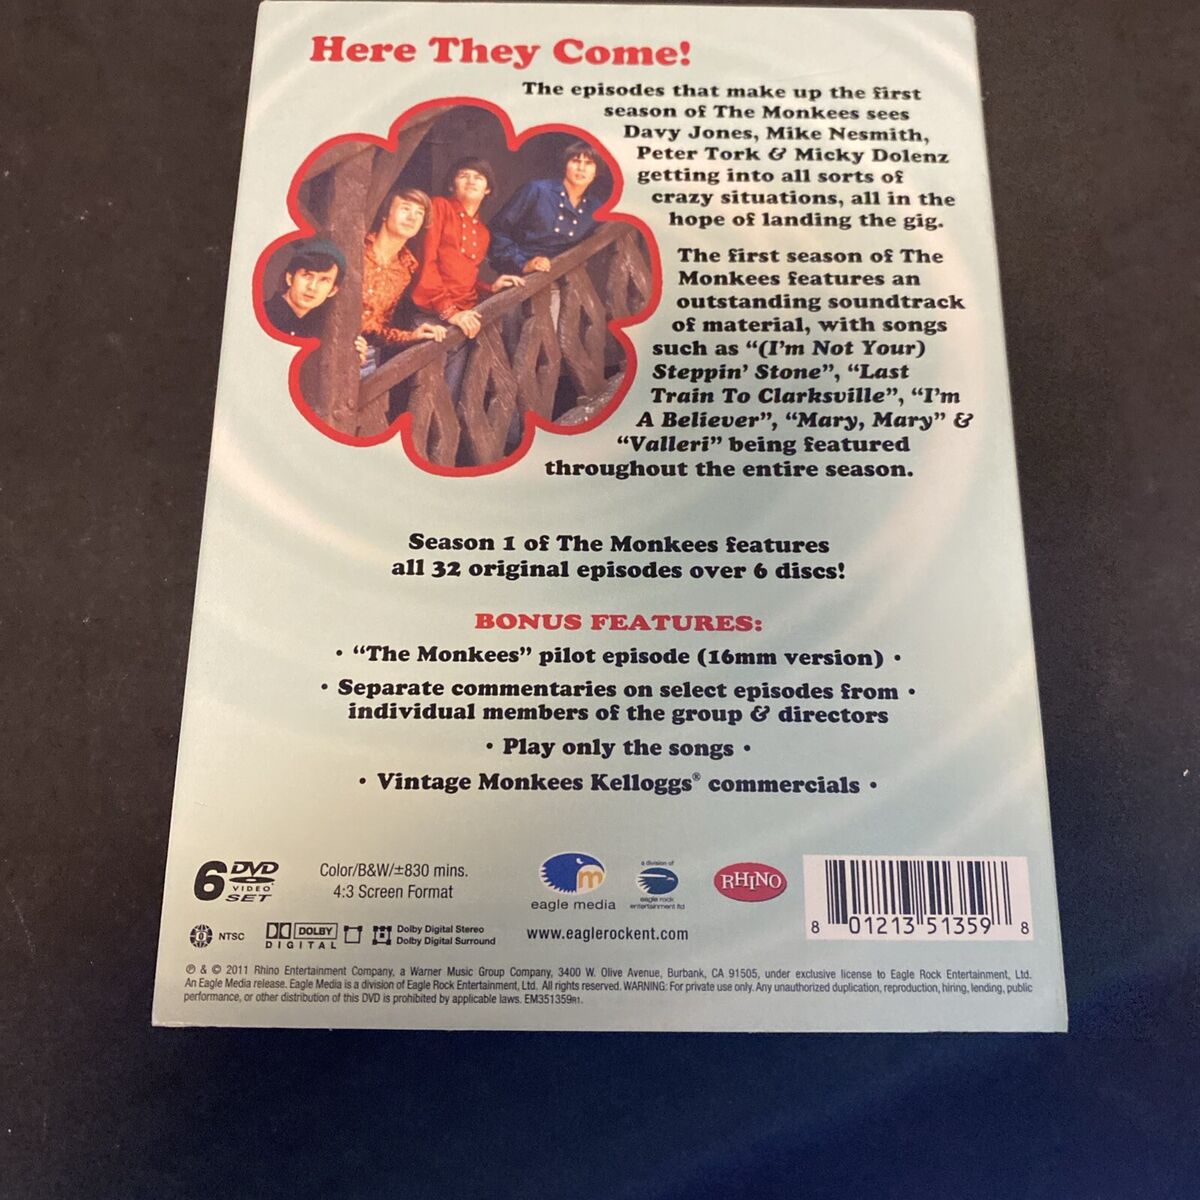 Here They Come!
The episodes that make up the first
season of The Monkees sees
Davy Jones, Mike Nesmith,
Peter Tork & Micky Dolenz
getting into all sorts of
crazy situations, all in the
hope of landing the gig.
The first season of The
Monkees features an
outstanding soundtrack
of material, with songs
such as “(I’m Not Your)
Steppin’ Stone”, “Last
Train To Clarksville”, “I’m
A Believer”, “Mary, Mary” &
“Valleri” being featured
throughout the entire season.
Season 1 of The Monkees features
all 32 original episodes over 6 discs!
BONUS FEATURES:
• “The Monkees” pilot episode (16mm version) •
• Separate commentaries on select episodes from •
individual members of the group & directors
• Play only the songs •
• Vintage Monkees Kelloggs® commercials •
6 DVD VIDEO SET
Color/B&W/±830 mins.
4:3 Screen Format
m
eagle media
a division of
eagle rock
entertainment ltd
RHINO
8 01213 51359 8
0 NTSC
DOLBY
DIGITAL
Dolby Digital Stereo
Dolby Digital Surround
www.eaglerockent.com
℗ & © 2011 Rhino Entertainment Company, a Warner Music Group Company, 3400 W. Olive Avenue, Burbank, CA 91505, under exclusive license to Eagle Rock Entertainment, Ltd.
An Eagle Media release. Eagle Media is a division of Eagle Rock Entertainment, Ltd. All rights reserved. WARNING: For private use only. Any unauthorized duplication, reproduction, hiring, lending, public
performance, or other distribution of this DVD is prohibited by applicable laws. EM351359R1.